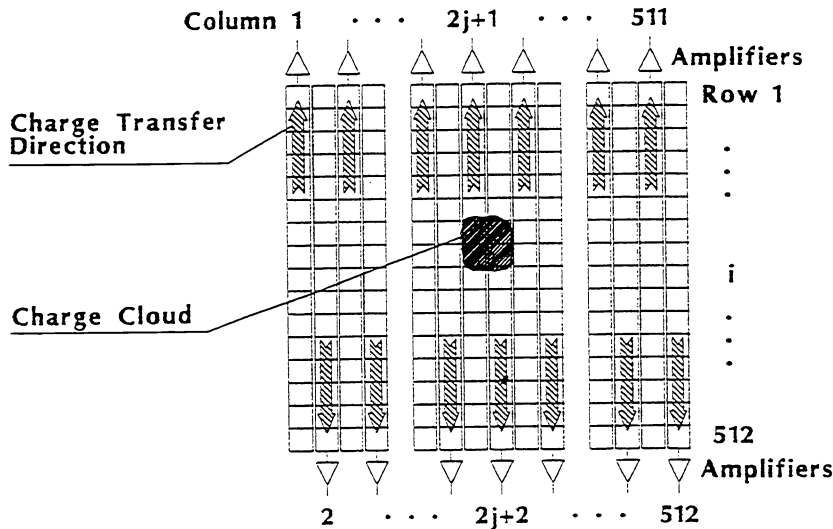 Column 1 · · · 2j+1 · · · 511
Amplifiers
Row 1
Charge Transfer
Direction
·
·
·
i
Charge Cloud
·
·
·
512
Amplifiers
2 · · · 2j+2 · · · 512